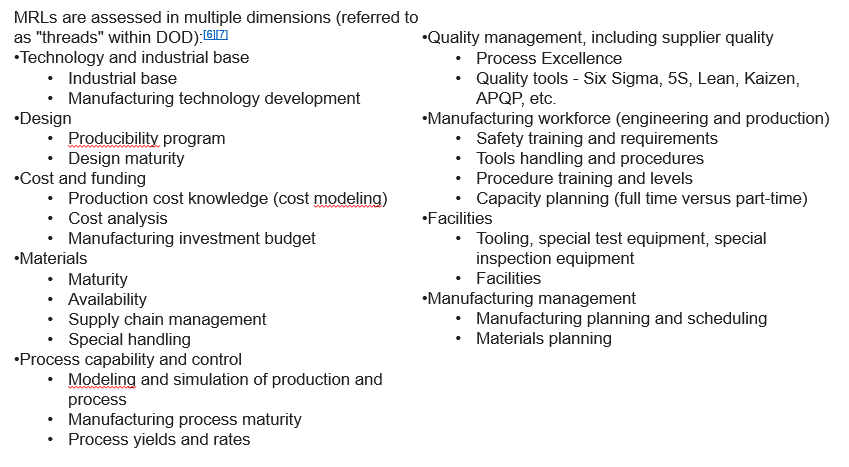 MRLs are assessed in multiple dimensions (referred to
as "threads" within DOD):[6][7]
•Technology and industrial base
• Industrial base
• Manufacturing technology development
•Design
• Producibility program
• Design maturity
•Cost and funding
• Production cost knowledge (cost modeling)
• Cost analysis
• Manufacturing investment budget
•Materials
• Maturity
• Availability
• Supply chain management
• Special handling
•Process capability and control
• Modeling and simulation of production and
process
• Manufacturing process maturity
• Process yields and rates
•Quality management, including supplier quality
• Process Excellence
• Quality tools - Six Sigma, 5S, Lean, Kaizen,
APQP, etc.
•Manufacturing workforce (engineering and production)
• Safety training and requirements
• Tools handling and procedures
• Procedure training and levels
• Capacity planning (full time versus part-time)
•Facilities
• Tooling, special test equipment, special
inspection equipment
• Facilities
•Manufacturing management
• Manufacturing planning and scheduling
• Materials planning